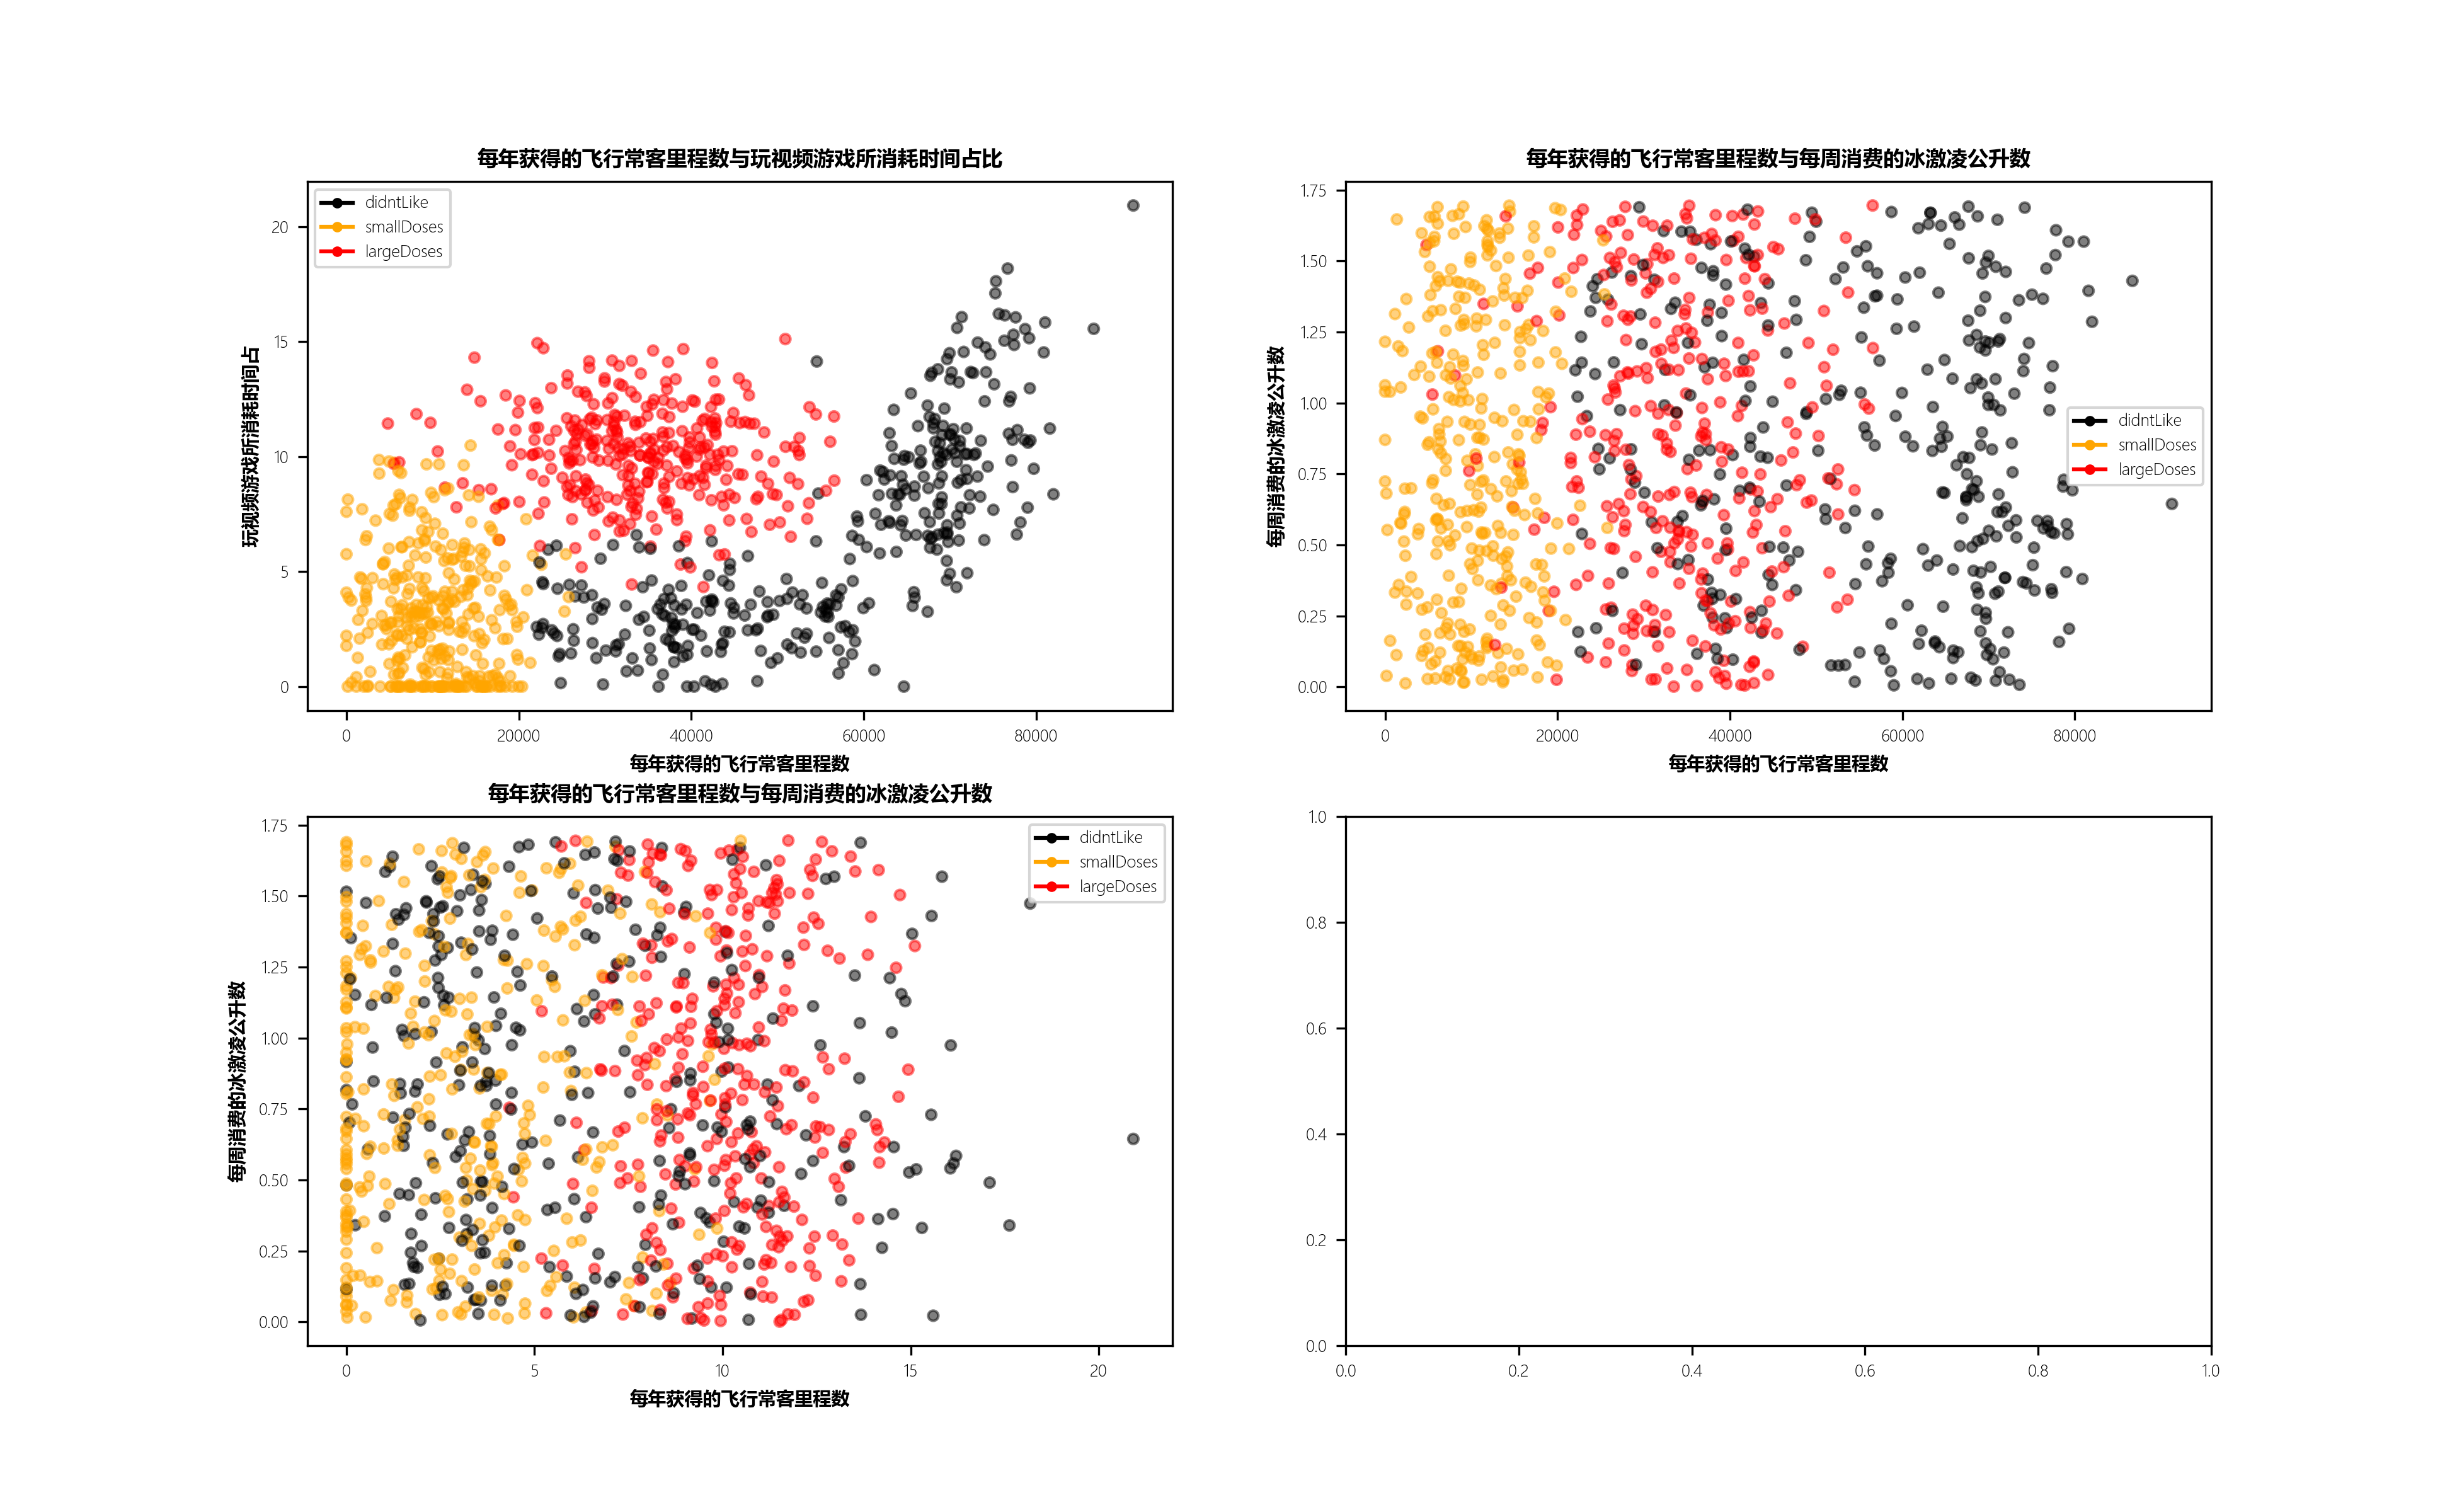 每年获得的飞行常客里程数与玩视频游戏所消耗时间占比
didntLike
smallDoses
largeDoses
玩视频游戏所消耗时间占
20
15
10
5
0
0 20000 40000 60000 80000
每年获得的飞行常客里程数
每年获得的飞行常客里程数与每周消费的冰激凌公升数
每周消费的冰激凌公升数
1.75
1.50
1.25
1.00
0.75
0.50
0.25
0.00
didntLike
smallDoses
largeDoses
0 20000 40000 60000 80000
每年获得的飞行常客里程数
每年获得的飞行常客里程数与每周消费的冰激凌公升数
didntLike
smallDoses
largeDoses
每周消费的冰激凌公升数
1.75
1.50
1.25
1.00
0.75
0.50
0.25
0.00
0 5 10 15 20
每年获得的飞行常客里程数
1.0
0.8
0.6
0.4
0.2
0.0
0.0 0.2 0.4 0.6 0.8 1.0